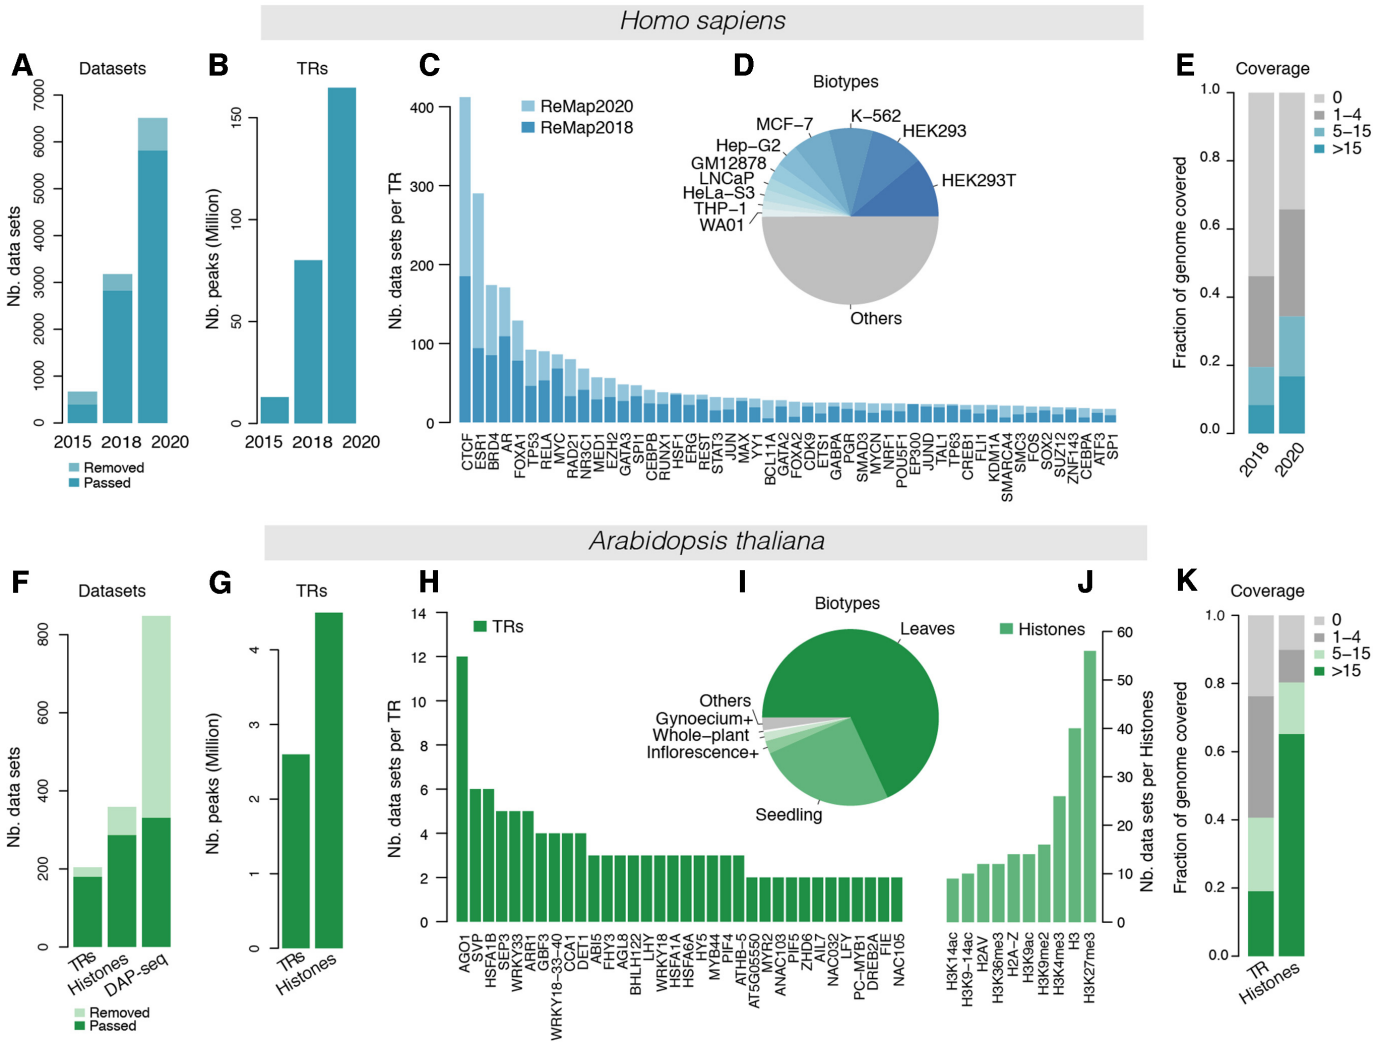 Homo sapiens
A
Datasets
Nb. data sets
7000
6000
5000
4000
3000
2000
1000
0
2015 2018 2020
Removed
Passed
B
TRs
Nb. peaks (Million)
150
100
50
0
2015 2018 2020
C
Nb. data sets per TR
400
300
200
100
0
ReMap2020
ReMap2018
CTCF
ESR1
BRD4
AR
FOXA1
TP53
RELA
MYC
RAD21
NR3C1
MED1
EZH2
GATA3
SPI1
CEBPB
RUNX1
HSF1
ERG
REST
STAT3
JUN
MAX
YY1
BCL11A
GATA2
FOXA2
CDK9
ETS1
GABPA
PGR
SMAD3
MYCN
NRF1
POU5F1
EP300
JUND
TAL1
TP63
CREB1
FLI1
KDM1A
SMARCA4
SMC3
FOS
SOX2
SUZ12
ZNF143
CEBPA
ATF3
SP1
D
Biotypes
K-562
MCF-7
HEK293
Hep-G2
GM12878
LNCaP
HEK293T
HeLa-S3
THP-1
WA01
Others
E
Coverage
Fraction of genome covered
1.0
0.8
0.6
0.4
0.2
0.0
2018
2020
0
1-4
5-15
>15
Arabidopsis thaliana
F
Datasets
Nb. data sets
800
600
400
200
0
TRs
Histones
DAP-seq
Removed
Passed
G
TRs
Nb. peaks (Million)
4
3
2
1
0
TRs
Histones
H
Nb. data sets per TR
14
12
10
8
6
4
2
0
TRs
AGO1
SVP
HSFA1B
SEP3
WRKY33
ARR1
GBF3
WRKY18-33-40
CCA1
DET1
ABI5
FHY3
AGL8
BHLH122
LHY
WRKY18
HSFA1A
HSFA6A
HY5
MYB44
PIF4
ATHB-5
AT5G05550
MYR2
ANAC103
PIF5
ZHD6
AIL7
NAC032
LFY
PC-MYB1
DREB2A
FIE
NAC105
I
Biotypes
Leaves
Others
Gynoecium+
Whole-plant
Inflorescence+
Seedling
J
Histones
60
50
40
30
20
10
0
Nb. data sets per Histones
H3K14ac
H3K9-14ac
H2AV
H3K36me3
H2A-Z
H3K9ac
H3K9me2
H3K4me3
H3
H3K27me3
K
Coverage
Fraction of genome covered
1.0
0.8
0.6
0.4
0.2
0.0
TR
Histones
0
1-4
5-15
>15